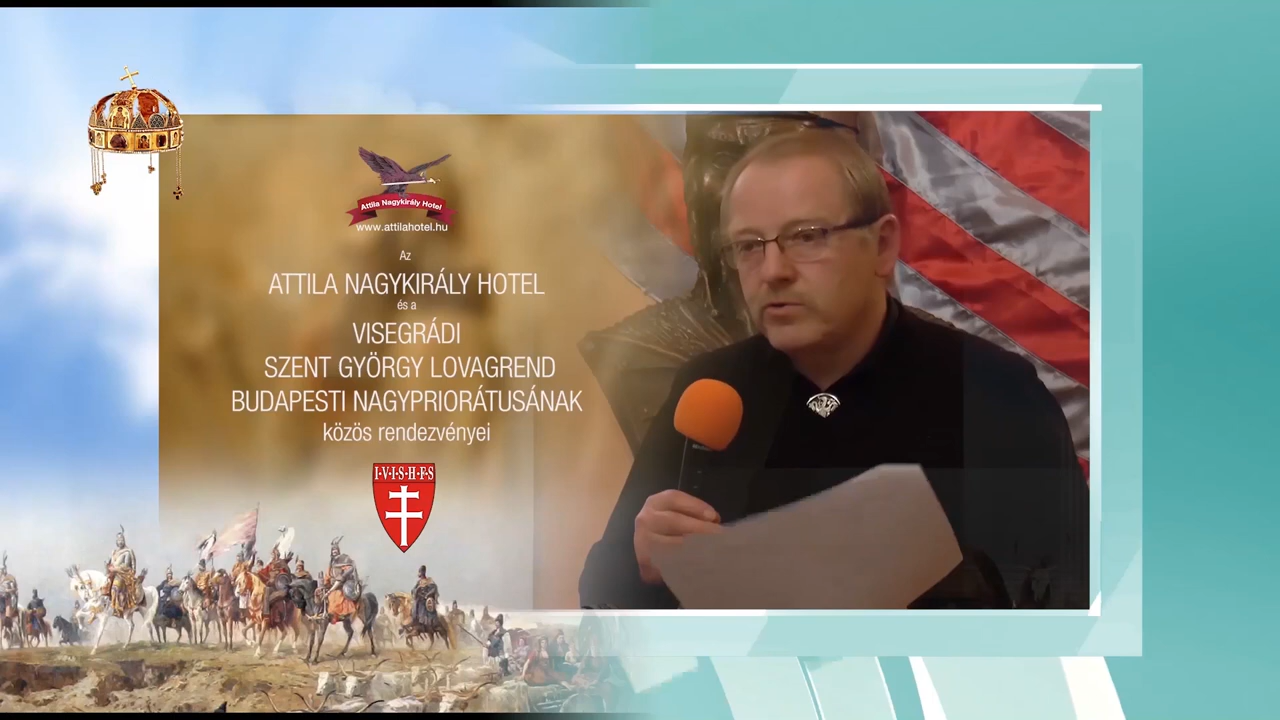 Attila Nagykirály Hotel
www.attilahotel.hu
Az
ATTILA NAGYKIRÁLY HOTEL
és a
VISEGRÁDI
SZENT GYÖRGY LOVAGREND
BUDAPESTI NAGYPRIORÁTUSÁNAK
közös rendezvényei
I·V·I·S·H·F·S